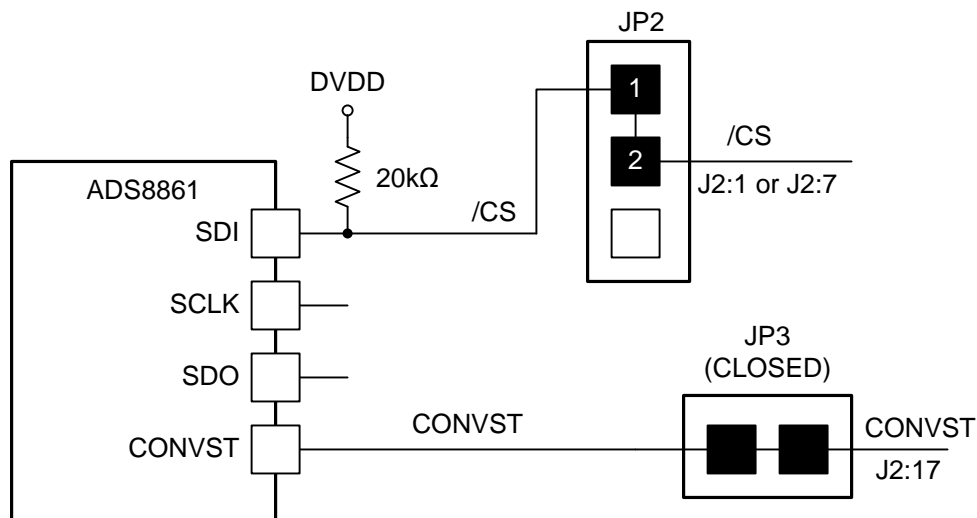 JP2
DVDD
1
20kΩ
2
/CS
J2:1 or J2:7
ADS8861
/CS
SDI
SCLK
SDO
JP3
(CLOSED)
CONVST
CONVST
CONVST
J2:17